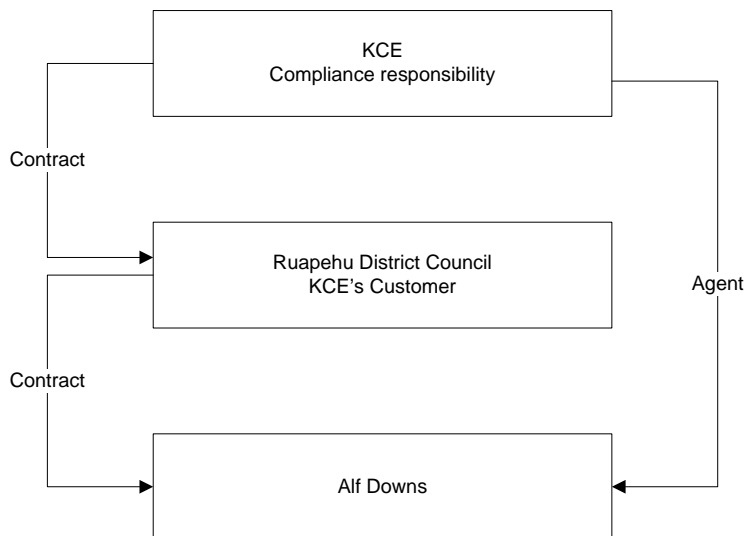 KCE
Compliance responsibility
Contract
Ruapehu District Council
KCE's Customer
Agent
Contract
Alf Downs